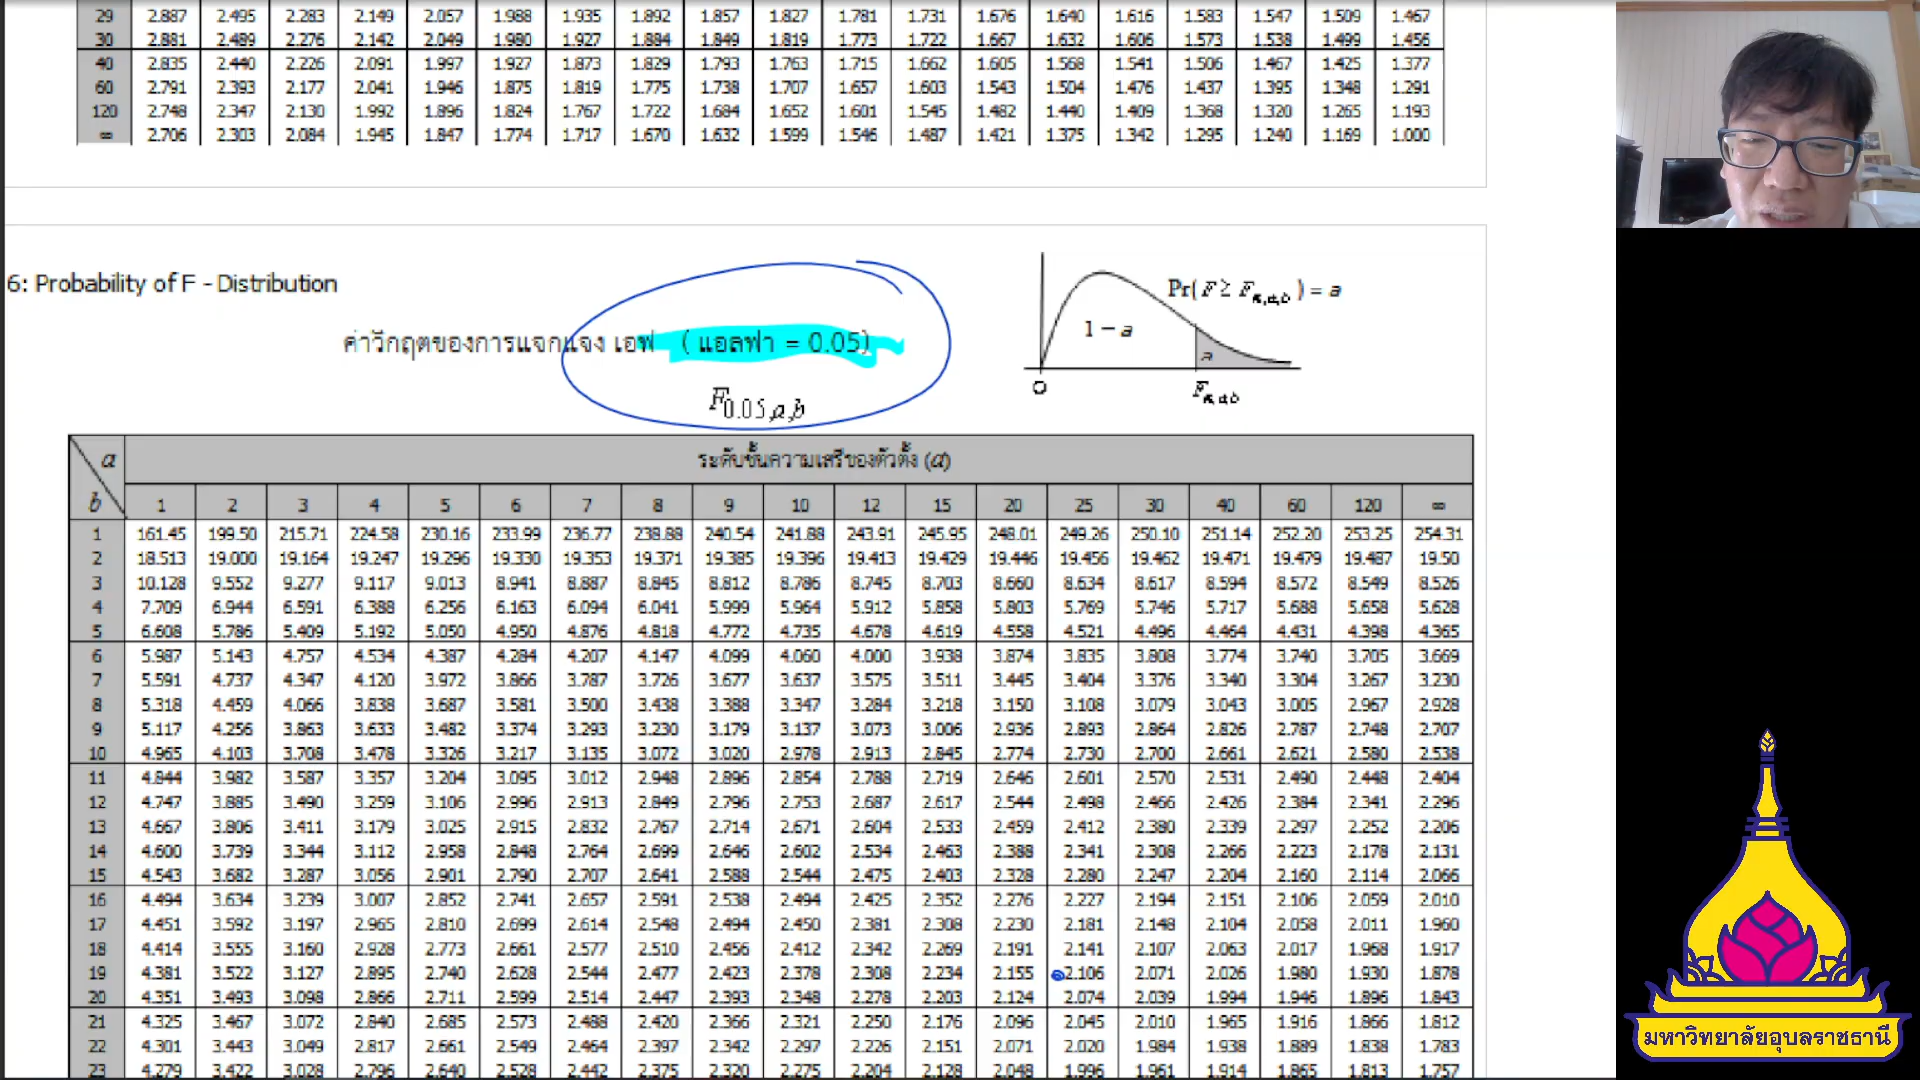 29 2.887 2.495 2.283 2.149 2.057 1.988 1.935 1.892 1.857 1.827 1.781 1.731 1.676 1.640 1.616 1.583 1.547 1.509 1.467
30 2.881 2.489 2.276 2.142 2.049 1.980 1.927 1.884 1.849 1.819 1.773 1.722 1.667 1.632 1.606 1.573 1.538 1.499 1.456
40 2.835 2.440 2.226 2.091 1.997 1.927 1.873 1.829 1.793 1.763 1.715 1.662 1.605 1.568 1.541 1.506 1.467 1.425 1.377
60 2.791 2.393 2.177 2.041 1.946 1.875 1.819 1.775 1.738 1.707 1.657 1.603 1.543 1.504 1.476 1.437 1.395 1.348 1.291
120 2.748 2.347 2.130 1.992 1.896 1.824 1.767 1.722 1.684 1.652 1.601 1.545 1.482 1.440 1.409 1.368 1.320 1.265 1.193
∞ 2.706 2.303 2.084 1.945 1.847 1.774 1.717 1.670 1.632 1.599 1.546 1.487 1.421 1.375 1.342 1.295 1.240 1.169 1.000
6: Probability of F - Distribution
ค่าวิกฤตของการแจกแจง เอฟ ( แอลฟา = 0.05)
F0.05,a,b
Pr(F ≥ Fα,a,b) = a
1 - a
a
0
Fα,a,b
a ระดับชั้นความเสรีของตัวตั้ง (a)
b 1 2 3 4 5 6 7 8 9 10 12 15 20 25 30 40 60 120 ∞
1 161.45 199.50 215.71 224.58 230.16 233.99 236.77 238.88 240.54 241.88 243.91 245.95 248.01 249.26 250.10 251.14 252.20 253.25 254.31
2 18.513 19.000 19.164 19.247 19.296 19.330 19.353 19.371 19.385 19.396 19.413 19.429 19.446 19.456 19.462 19.471 19.479 19.487 19.50
3 10.128 9.552 9.277 9.117 9.013 8.941 8.887 8.845 8.812 8.786 8.745 8.703 8.660 8.634 8.617 8.594 8.572 8.549 8.526
4 7.709 6.944 6.591 6.388 6.256 6.163 6.094 6.041 5.999 5.964 5.912 5.858 5.803 5.769 5.746 5.717 5.688 5.658 5.628
5 6.608 5.786 5.409 5.192 5.050 4.950 4.876 4.818 4.772 4.735 4.678 4.619 4.558 4.521 4.496 4.464 4.431 4.398 4.365
6 5.987 5.143 4.757 4.534 4.387 4.284 4.207 4.147 4.099 4.060 4.000 3.938 3.874 3.835 3.808 3.774 3.740 3.705 3.669
7 5.591 4.737 4.347 4.120 3.972 3.866 3.787 3.726 3.677 3.637 3.575 3.511 3.445 3.404 3.376 3.340 3.304 3.267 3.230
8 5.318 4.459 4.066 3.838 3.687 3.581 3.500 3.438 3.388 3.347 3.284 3.218 3.150 3.108 3.079 3.043 3.005 2.967 2.928
9 5.117 4.256 3.863 3.633 3.482 3.374 3.293 3.230 3.179 3.137 3.073 3.006 2.936 2.893 2.864 2.826 2.787 2.748 2.707
10 4.965 4.103 3.708 3.478 3.326 3.217 3.135 3.072 3.020 2.978 2.913 2.845 2.774 2.730 2.700 2.661 2.621 2.580 2.538
11 4.844 3.982 3.587 3.357 3.204 3.095 3.012 2.948 2.896 2.854 2.788 2.719 2.646 2.601 2.570 2.531 2.490 2.448 2.404
12 4.747 3.885 3.490 3.259 3.106 2.996 2.913 2.849 2.796 2.753 2.687 2.617 2.544 2.498 2.466 2.426 2.384 2.341 2.296
13 4.667 3.806 3.411 3.179 3.025 2.915 2.832 2.767 2.714 2.671 2.604 2.533 2.459 2.412 2.380 2.339 2.297 2.252 2.206
14 4.600 3.739 3.344 3.112 2.958 2.848 2.764 2.699 2.646 2.602 2.534 2.463 2.388 2.341 2.308 2.266 2.223 2.178 2.131
15 4.543 3.682 3.287 3.056 2.901 2.790 2.707 2.641 2.588 2.544 2.475 2.403 2.328 2.280 2.247 2.204 2.160 2.114 2.066
16 4.494 3.634 3.239 3.007 2.852 2.741 2.657 2.591 2.538 2.494 2.425 2.352 2.276 2.227 2.194 2.151 2.106 2.059 2.010
17 4.451 3.592 3.197 2.965 2.810 2.699 2.614 2.548 2.494 2.450 2.381 2.308 2.230 2.181 2.148 2.104 2.058 2.011 1.960
18 4.414 3.555 3.160 2.928 2.773 2.661 2.577 2.510 2.456 2.412 2.342 2.269 2.191 2.141 2.107 2.063 2.017 1.968 1.917
19 4.381 3.522 3.127 2.895 2.740 2.628 2.544 2.477 2.423 2.378 2.308 2.234 2.155 2.106 2.071 2.026 1.980 1.930 1.878
20 4.351 3.493 3.098 2.866 2.711 2.599 2.514 2.447 2.393 2.348 2.278 2.203 2.124 2.074 2.039 1.994 1.946 1.896 1.843
21 4.325 3.467 3.072 2.840 2.685 2.573 2.488 2.420 2.366 2.321 2.250 2.176 2.096 2.045 2.010 1.965 1.916 1.866 1.812
22 4.301 3.443 3.049 2.817 2.661 2.549 2.464 2.397 2.342 2.297 2.226 2.151 2.071 2.020 1.984 1.938 1.889 1.838 1.783
23 4.279 3.422 3.028 2.796 2.640 2.528 2.442 2.375 2.320 2.275 2.204 2.128 2.048 1.996 1.961 1.914 1.865 1.813 1.757
มหาวิทยาลัยอุบลราชธานี